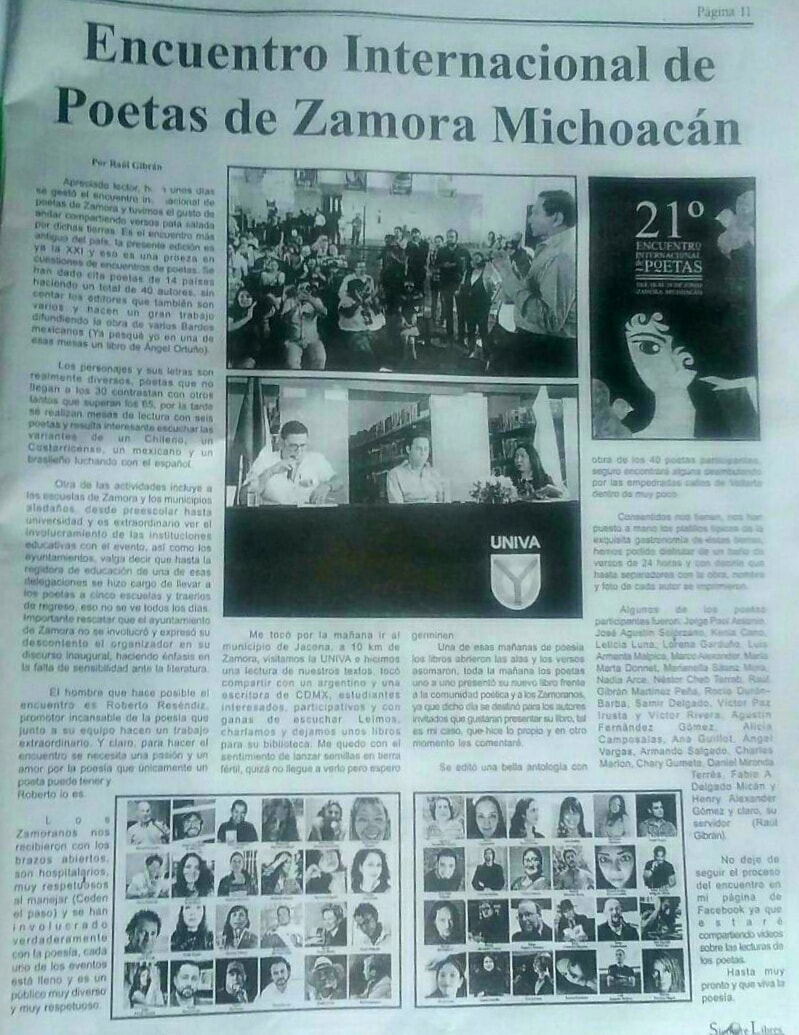 Página 11
Encuentro Internacional de
Poetas de Zamora Michoacán
Por Raúl Gibrán
Apreciado lector, unos días
se gestó el encuentro
poetas de Zamora y tuvimos el gusto de
andar compartiendo versos pata salada
por dichas tierras. Es el encuentro más
antiguo del país, la presente edición es
ya la XXI y eso es una proeza en
cuestiones de encuentros de poetas. Se
han dado cita poetas de 14 países
haciendo un total de 40 autores, sin
contar los editores que también son
varios y hacen un gran trabajo
difundiendo la obra de varios Bardos
mexicanos (Ya pesqué yo en una de
esas mesas un libro de Ángel Ortuño).
Los personajes y sus letras son
realmente diversos, poetas que no
llegan a los 30 contrastan con otros
tantos que superan los 65, por la tarde
se realizan mesas de lectura con seis
poetas y resulta interesante escuchar las
variantes de un Chileno, un
Costarricense, un mexicano y un
brasileño luchando con el español.
Otra de las actividades incluye a
las escuelas de Zamora y los municipios
aledaños, desde preescolar hasta
universidad y es extraordinario ver el
involucramiento de las instituciones
educativas con el evento, así como los
ayuntamientos, valga decir que hasta la
regidora de educación de una de esas
delegaciones se hizo cargo de llevar a
los poetas a cinco escuelas y traerlos
de regreso, eso no se ve todos los días.
Importante rescatar que el ayuntamiento
de Zamora no se involucró y expresó su
descontento el organizador en su
discurso inaugural, haciendo énfasis en
la falta de sensibilidad ante la literatura.
El hombre que hace posible el
encuentro es Roberto Reséndiz,
promotor incansable de la poesía que
junto a su equipo hacen un trabajo
extraordinario. Y claro, para hacer el
encuentro se necesita una pasión y un
amor por la poesía que únicamente un
poeta puede tener y
Roberto lo es.
Los
Zamoranos nos
recibieron con los
brazos abiertos,
son hospitalarios,
muy respetuosos
al manejar (Ceden
el paso) y se han
involucrado
verdaderamente
con la poesía, cada
uno de los eventos
está lleno y es un
público muy diverso
y muy respetuoso.
21º
ENCUENTRO
INTERNACIONAL
de POETAS
ZAMORA MICHOACÁN
UNIVA
Me tocó por la mañana ir al
municipio de Jacona, a 10 km de
Zamora, visitamos la UNIVA e hicimos
una lectura de nuestros textos, tocó
compartir con un argentino y una
escritora de CDMX, estudiantes
interesados, participativos y con
ganas de escuchar. Leímos,
charlamos y dejamos unos libros
para su biblioteca. Me quedo con el
sentimiento de lanzar semillas en tierra
fértil, quizá no llegue a verlo pero espero
germinen.
Una de esas mañanas de poesía
los libros abrieron las alas y los versos
asomaron, toda la mañana los poetas
uno a uno presentó su nuevo libro frente
a la comunidad poética y a los Zamoranos,
ya que dicho día se destinó para los autores
invitados que gustaran presentar su libro, tal
es mi caso, que hice lo propio y en otro
momento les comentaré.
Se editó una bella antología con
obra de los 40 poetas participantes,
seguro encontrará alguna deambulando
por las empedradas calles de Vallarta
dentro de muy poco.
Consentidos nos tienen, nos han
puesto a mano los platillos típicos de la
exquisita gastronomía de éstas tierras,
hemos podido disfrutar de un baño de
versos de 24 horas y con decirle que
hasta separadores con la obra, nombre
y foto de cada autor se imprimieron.
Algunos de los poetas
participantes fueron: Jorge Paul Asterio,
José Agustín Solórzano, Kenia Cano,
Leticia Luna, Lorena Garduño, Luis
Armenta Malpica, Marco Alexander María
Marta Donnet, Marianella Sáenz Mora,
Nadia Arce, Néstor Cheb Terrab, Raúl
Gibrán Martínez Peña, Rocío Durán-
Barba, Samir Delgado, Víctor Paz
Irusta y Víctor Rivera, Agustín
Fernández Gómez, Alicia
Camposalas, Ana Guillot, Ángel
Vargas, Armando Salgado, Charles
Marlon, Chary Gumeta, Daniel Miranda
Terrés, Fabio A.
Delgado Micán y
Henry Alexander
Gómez y claro, su
servidor (Raúl
Gibrán).
No deje de
seguir el proceso
del encuentro en
mi página de
Facebook ya que
estaré
compartiendo videos
sobre las lecturas de
los poetas.
Hasta muy
pronto y que viva la
poesía.
Libres